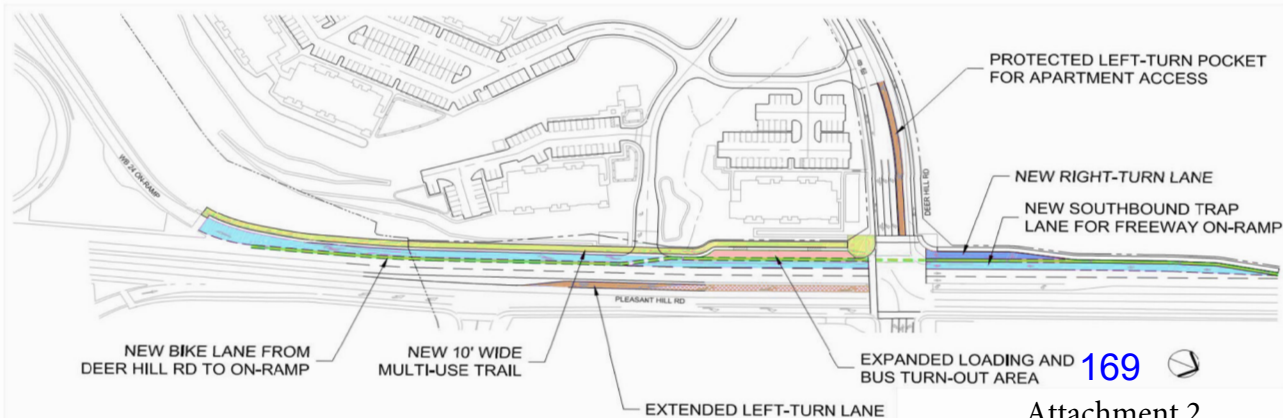 PROTECTED LEFT-TURN POCKET
FOR APARTMENT ACCESS
WB 24 ON-RAMP
DEER HILL RD
NEW RIGHT-TURN LANE
NEW SOUTHBOUND TRAP
LANE FOR FREEWAY ON-RAMP
PLEASANT HILL RD
NEW BIKE LANE FROM
DEER HILL RD TO ON-RAMP
NEW 10' WIDE
MULTI-USE TRAIL
EXPANDED LOADING AND
BUS TURN-OUT AREA
169
EXTENDED LEFT-TURN LANE
Attachment 2